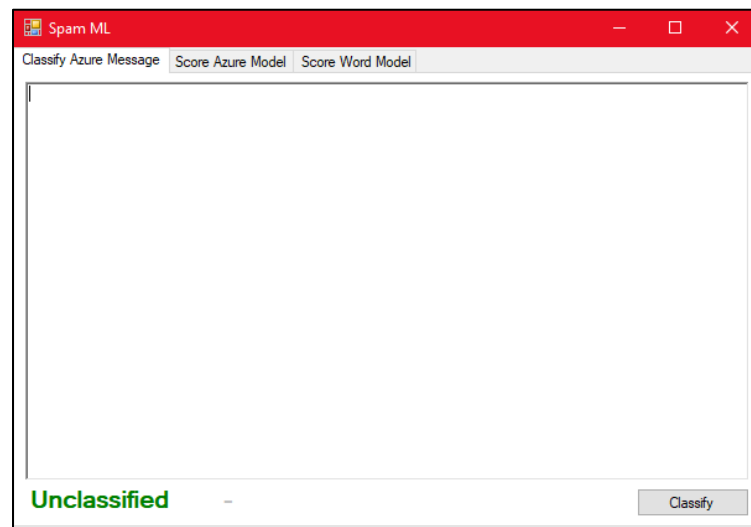 Spam ML
Classify Azure Message Score Azure Model Score Word Model
Unclassified - Classify